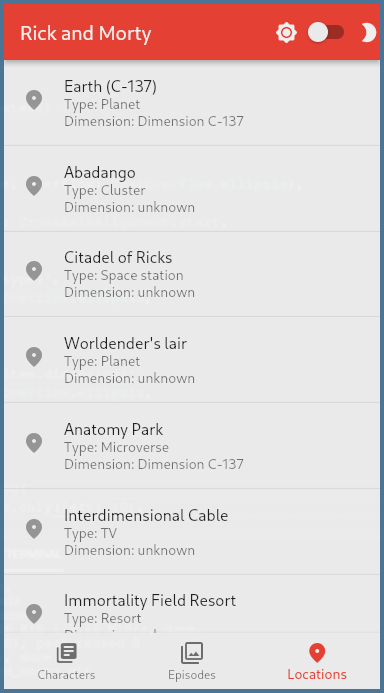 Rick and Morty
Earth (C-137)
Type: Planet
Dimension: Dimension C-137
Abadango
Type: Cluster
Dimension: unknown
Citadel of Ricks
Type: Space station
Dimension: unknown
Worldender's lair
Type: Planet
Dimension: unknown
Anatomy Park
Type: Microverse
Dimension: Dimension C-137
Interdimensional Cable
Type: TV
Dimension: unknown
Immortality Field Resort
Type: Resort
Characters
Episodes
Locations